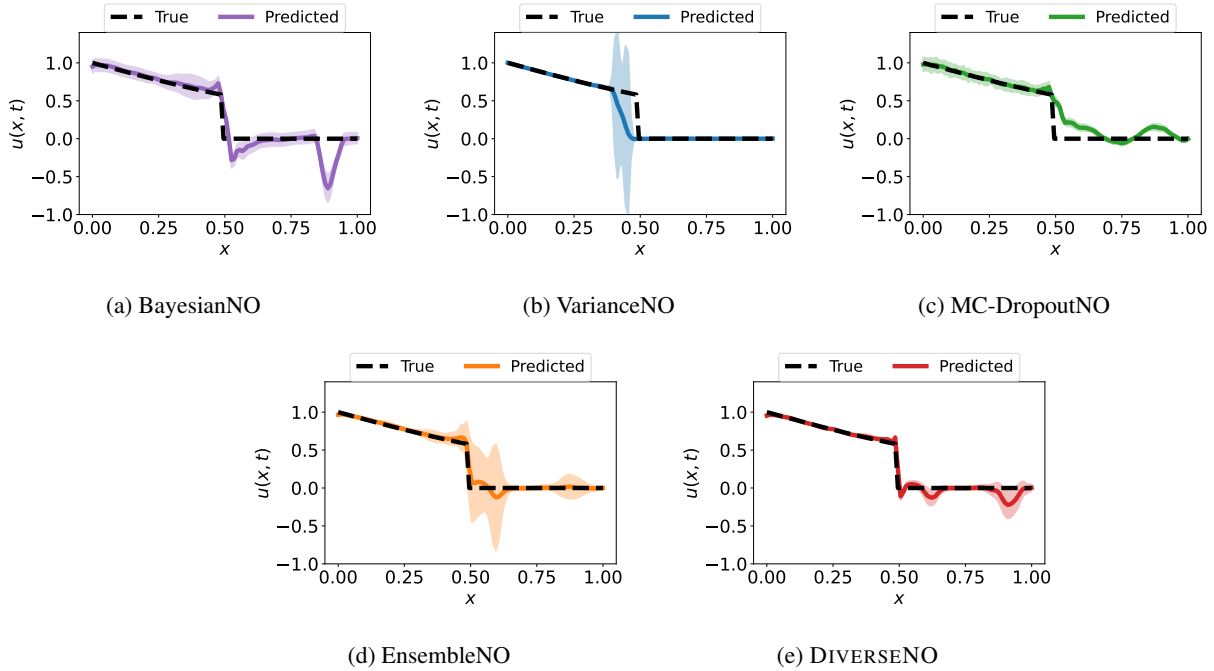 True Predicted
1.0
0.5
0.0
−0.5
−1.0
u(x, t)
0.00 0.25 0.50 0.75 1.00
x
(a) BayesianNO
True Predicted
1.0
0.5
0.0
−0.5
−1.0
u(x, t)
0.00 0.25 0.50 0.75 1.00
x
(b) VarianceNO
True Predicted
1.0
0.5
0.0
−0.5
−1.0
u(x, t)
0.00 0.25 0.50 0.75 1.00
x
(c) MC-DropoutNO
True Predicted
1.0
0.5
0.0
−0.5
−1.0
u(x, t)
0.00 0.25 0.50 0.75 1.00
x
(d) EnsembleNO
True Predicted
1.0
0.5
0.0
−0.5
−1.0
u(x, t)
0.00 0.25 0.50 0.75 1.00
x
(e) DIVERSENO